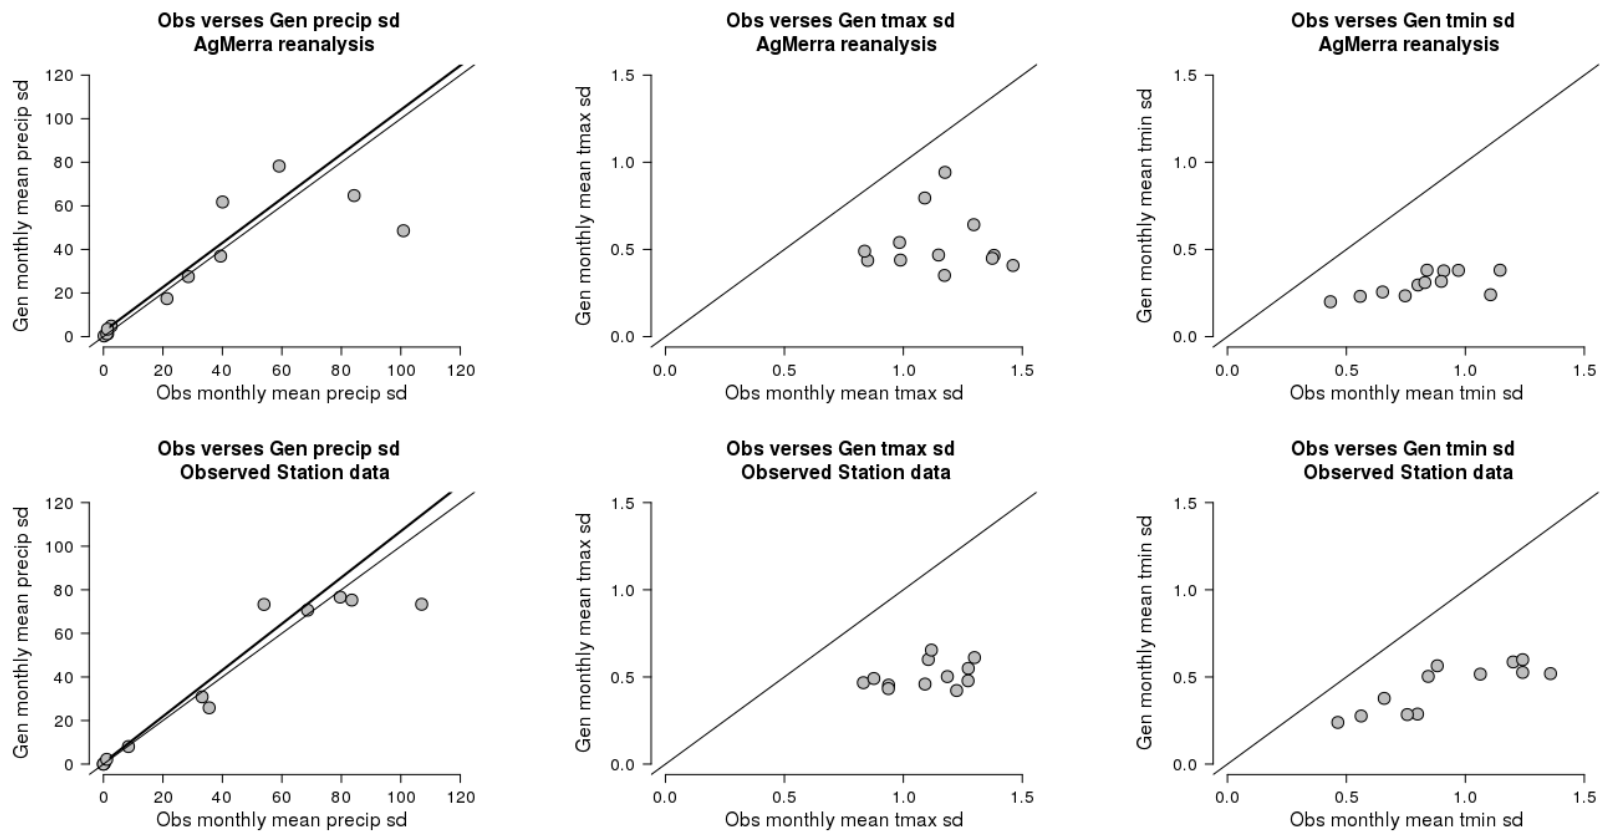 Obs verses Gen precip sd
AgMerra reanalysis
Gen monthly mean precip sd
120
100
80
60
40
20
0
0 20 40 60 80 100 120
Obs monthly mean precip sd
Obs verses Gen tmax sd
AgMerra reanalysis
Gen monthly mean tmax sd
1.5
1.0
0.5
0.0
0.0 0.5 1.0 1.5
Obs monthly mean tmax sd
Obs verses Gen tmin sd
AgMerra reanalysis
Gen monthly mean tmin sd
1.5
1.0
0.5
0.0
0.0 0.5 1.0 1.5
Obs monthly mean tmin sd
Obs verses Gen precip sd
Observed Station data
Gen monthly mean precip sd
120
100
80
60
40
20
0
0 20 40 60 80 100 120
Obs monthly mean precip sd
Obs verses Gen tmax sd
Observed Station data
Gen monthly mean tmax sd
1.5
1.0
0.5
0.0
0.0 0.5 1.0 1.5
Obs monthly mean tmax sd
Obs verses Gen tmin sd
Observed Station data
Gen monthly mean tmin sd
1.5
1.0
0.5
0.0
0.0 0.5 1.0 1.5
Obs monthly mean tmin sd